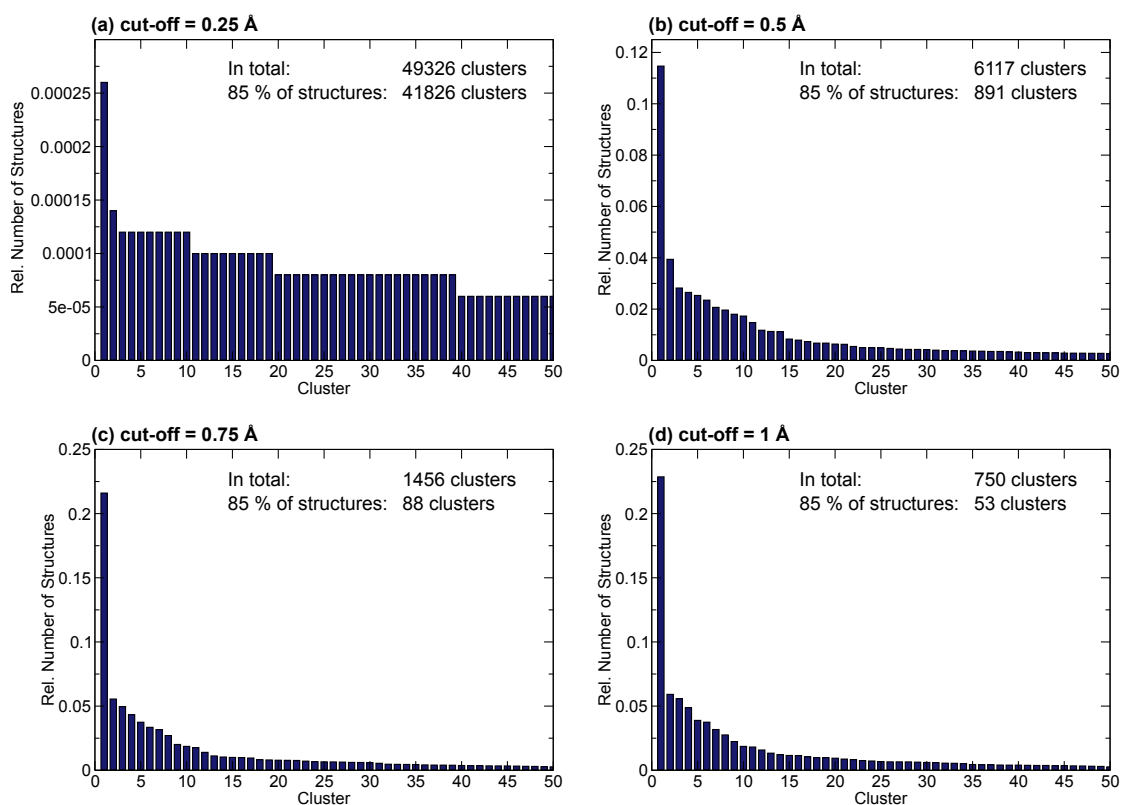 (a) cut-off = 0.25 Å
In total: 49326 clusters
85 % of structures: 41826 clusters
Rel. Number of Structures
0.00025
0.0002
0.00015
0.0001
5e-05
0
0 5 10 15 20 25 30 35 40 45 50
Cluster
(b) cut-off = 0.5 Å
In total: 6117 clusters
85 % of structures: 891 clusters
Rel. Number of Structures
0.12
0.1
0.08
0.06
0.04
0.02
0
0 5 10 15 20 25 30 35 40 45 50
Cluster
(c) cut-off = 0.75 Å
In total: 1456 clusters
85 % of structures: 88 clusters
Rel. Number of Structures
0.25
0.2
0.15
0.1
0.05
0
0 5 10 15 20 25 30 35 40 45 50
Cluster
(d) cut-off = 1 Å
In total: 750 clusters
85 % of structures: 53 clusters
Rel. Number of Structures
0.25
0.2
0.15
0.1
0.05
0
0 5 10 15 20 25 30 35 40 45 50
Cluster